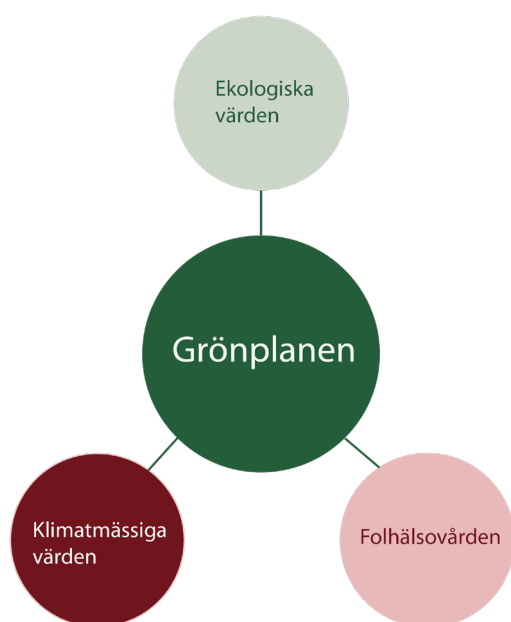 Ekologiska
värden
Grönplanen
Klimatmässiga
värden
Folhälsovården